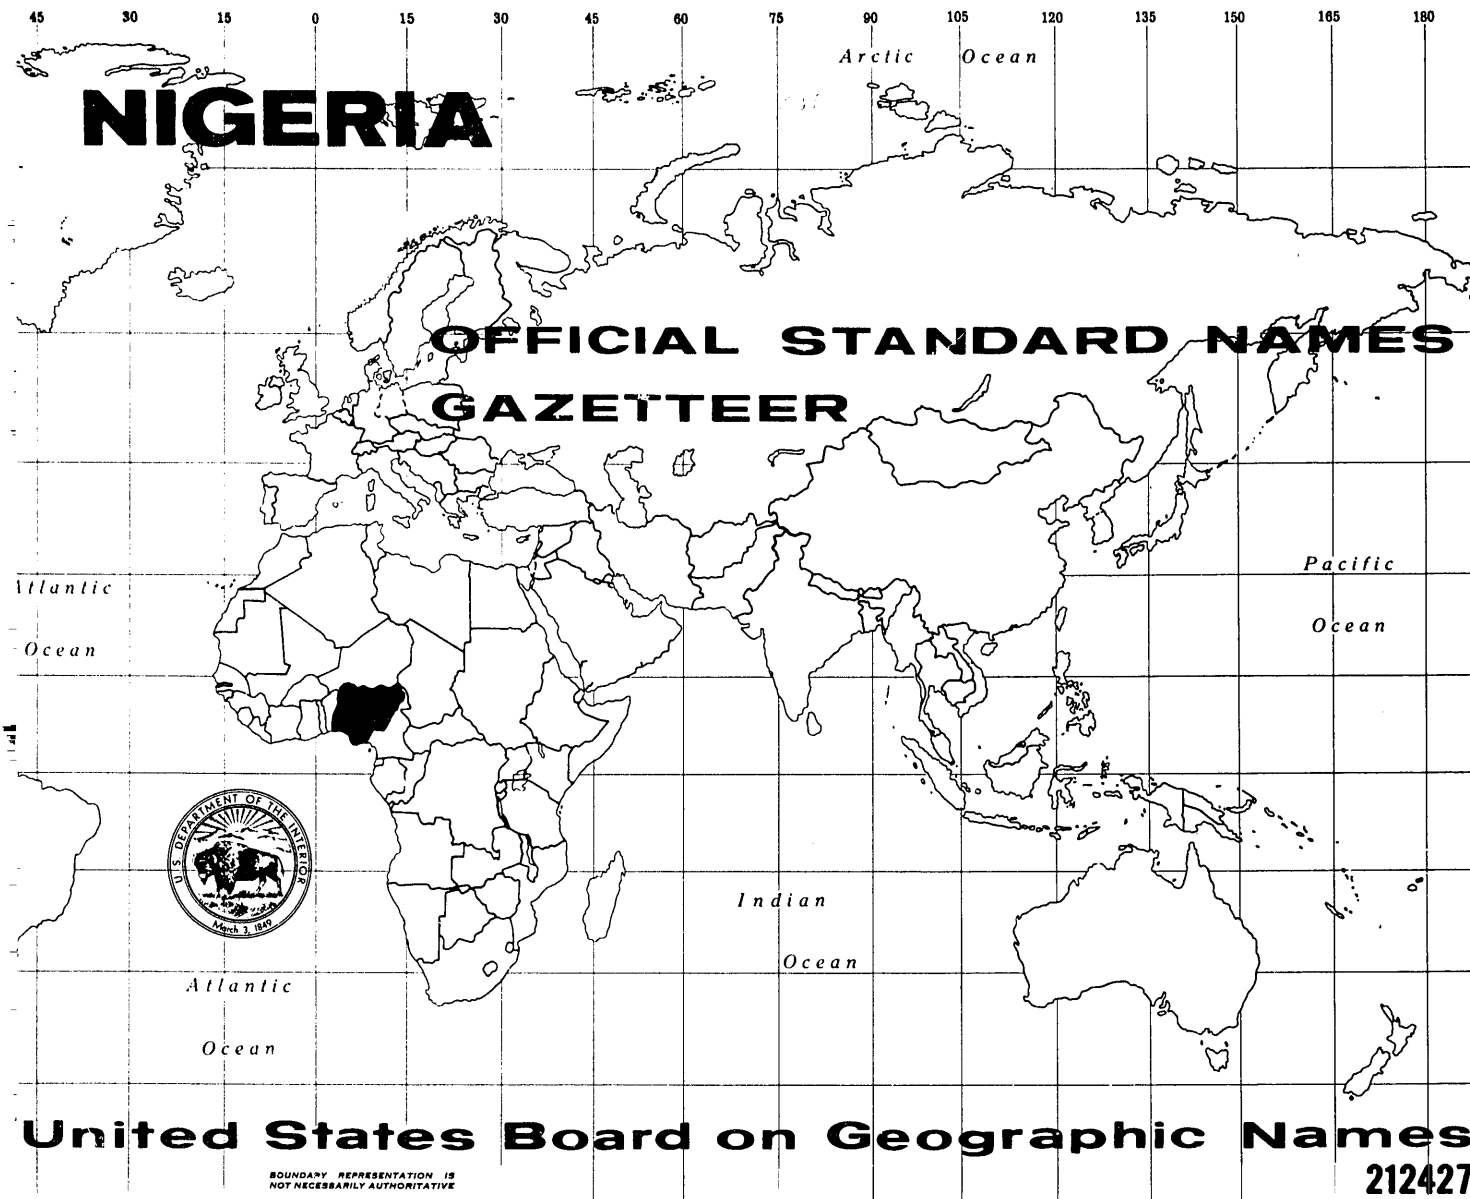 45 30 15 0 15 30 45 60 75 90 105 120 135 150 165 180
Arctic Ocean
NIGERIA
OFFICIAL STANDARD NAMES
GAZETTEER
Atlantic
Ocean
Pacific
Ocean
U.S. DEPARTMENT OF THE INTERIOR
March 3, 1849
Indian
Ocean
Atlantic
Ocean
United States Board on Geographic Names
BOUNDARY REPRESENTATION IS
NOT NECESSARILY AUTHORITATIVE
212427